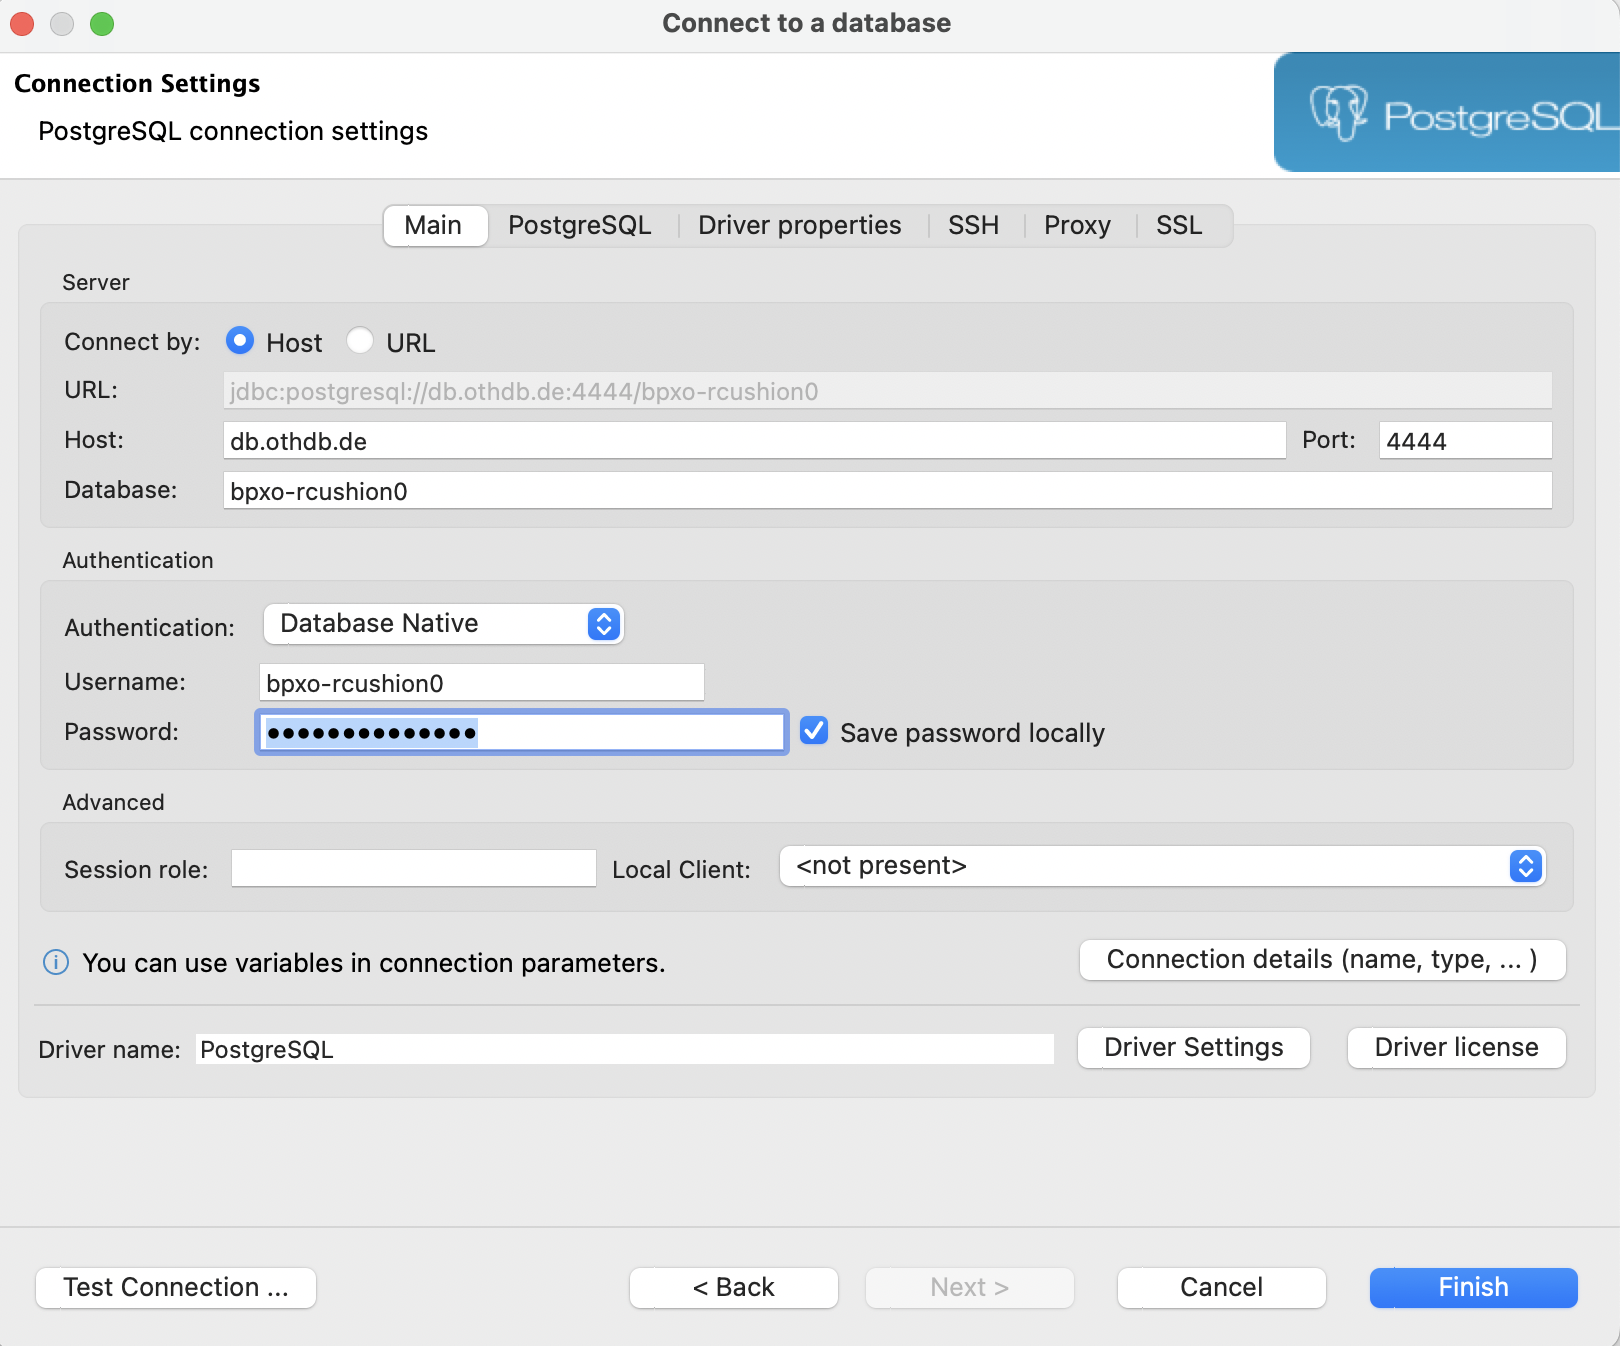 Connect to a database
Connection Settings
PostgreSQL connection settings
PostgreSQL
Main PostgreSQL Driver properties SSH Proxy SSL
Server
Connect by: Host URL
URL: jdbc:postgresql://db.othdb.de:4444/bpxo-rcushion0
Host: db.othdb.de Port: 4444
Database: bpxo-rcushion0
Authentication
Authentication: Database Native
Username: bpxo-rcushion0
Password: ●●●●●●●●●●●●●● Save password locally
Advanced
Session role: Local Client: <not present>
You can use variables in connection parameters. Connection details (name, type, ... )
Driver name: PostgreSQL Driver Settings Driver license
Test Connection ... < Back Next > Cancel Finish